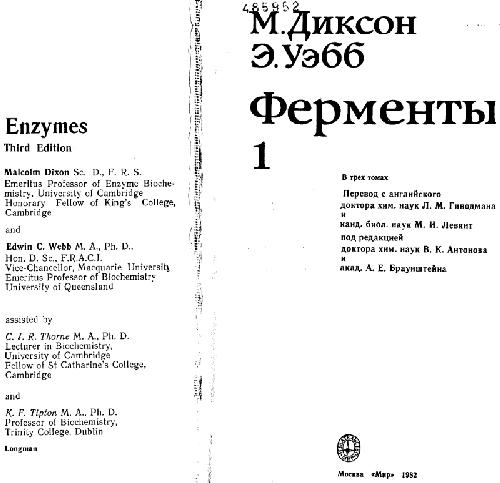 Enzymes
Third Edition
Malcolm Dixon Sc. D., F. R. S.
Emeritus Professor of Enzyme Bioche-
mistry, University of Cambridge
Honorary Fellow of King's College,
Cambridge
and
Edwin C. Webb M. A., Ph. D.,
Hon. D. Sc., F.R.A.C.I.
Vice-Chancellor, Macquarie University
Emeritus Professor of Biochemistry
University of Queensland
assisted by
C. J. R. Thorne M. A., Ph. D.
Lecturer in Biochemistry,
University of Cambridge
Fellow of St Catharine's College,
Cambridge
and
K. F. Tipton M. A., Ph. D.
Professor of Biochemistry,
Trinity College, Dublin
Longman
485952
М. Диксон
Э. Уэбб
Ферменты
1
В трех томах
Перевод с английского
доктора хим. наук Л. М. Гинодмана
и
канд. биол. наук М. И. Левянт
под редакцией
доктора хим. наук В. К. Антонова
и
акад. А. Е. Браунштейна
Москва «Мир» 1982